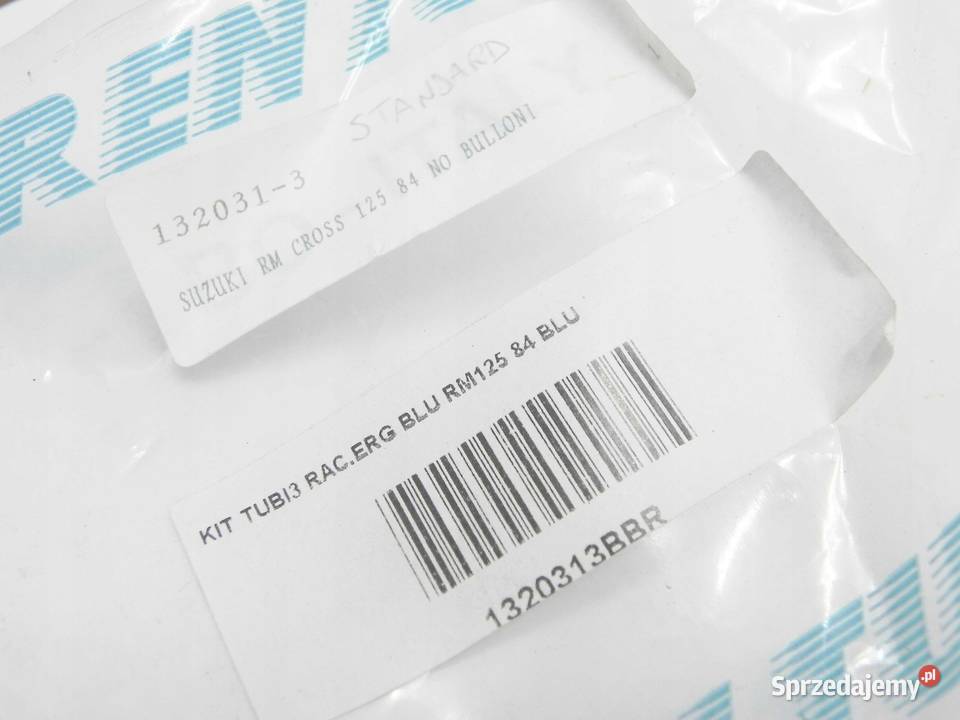 STANDARD
132031-3
SUZUKI RM CROSS 125 84 NO BULLONI
KIT TUBI3 RAC.ERG BLU RM125 84 BLU
1320313BBR
Sprzedajemy.pl